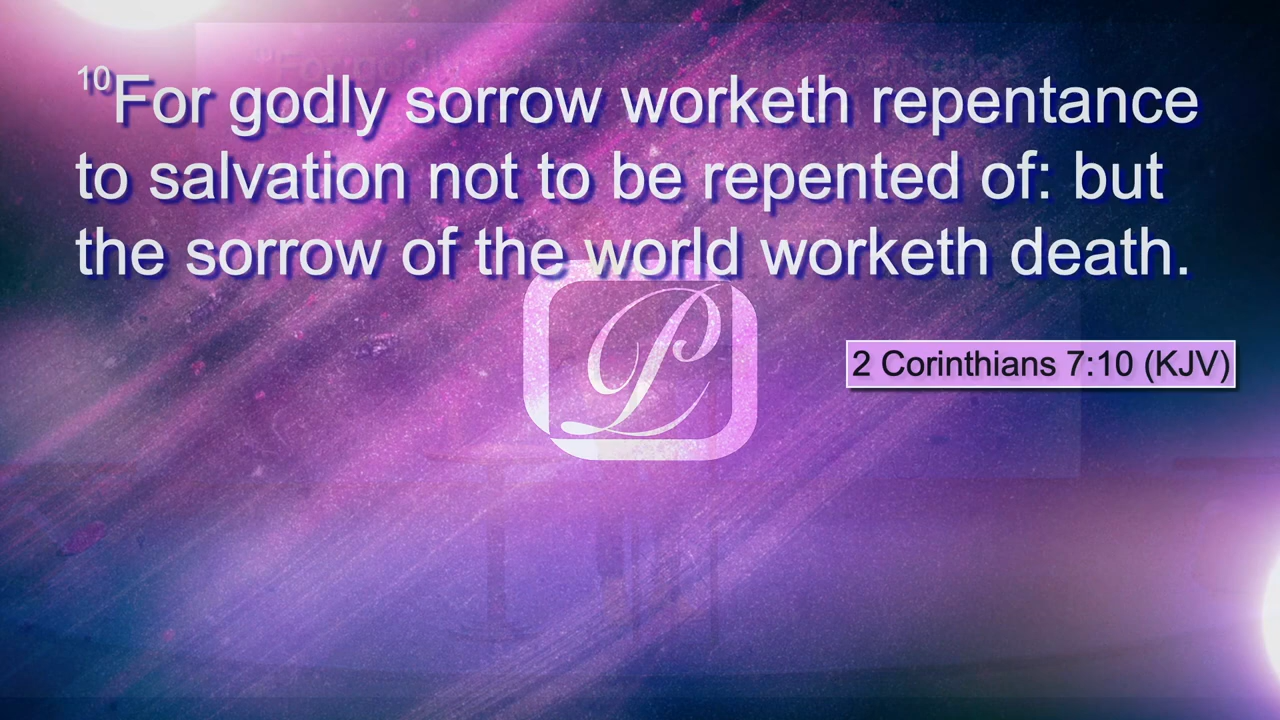 10For godly sorrow worketh repentance
to salvation not to be repented of: but
the sorrow of the world worketh death.
2 Corinthians 7:10 (KJV)